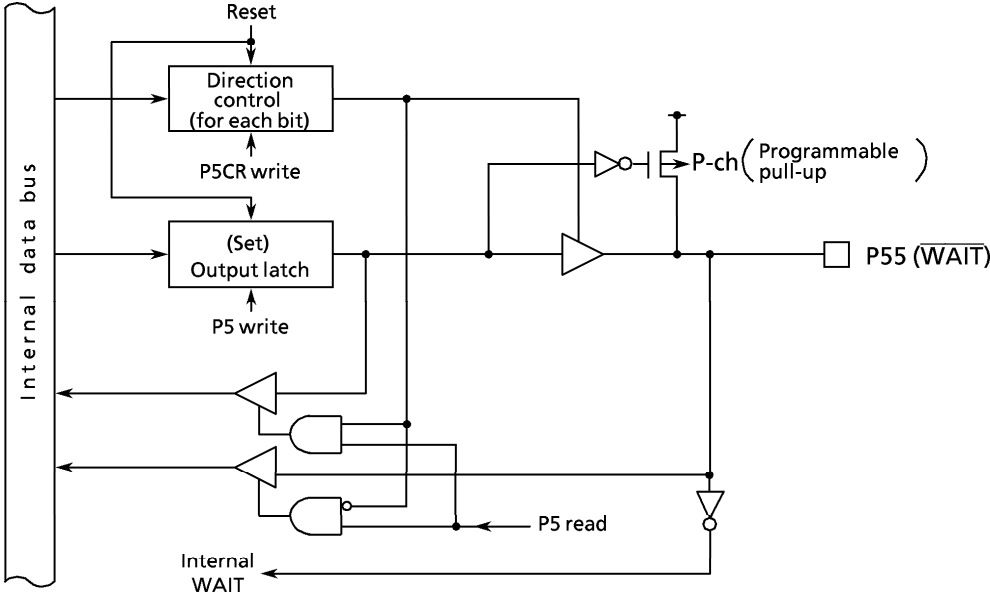 Reset
Direction
control
(for each bit)
P5CR write
Internal data bus
(Set)
Output latch
P5 write
P-ch (Programmable
pull-up)
P55 (WAIT)
P5 read
Internal
WAIT